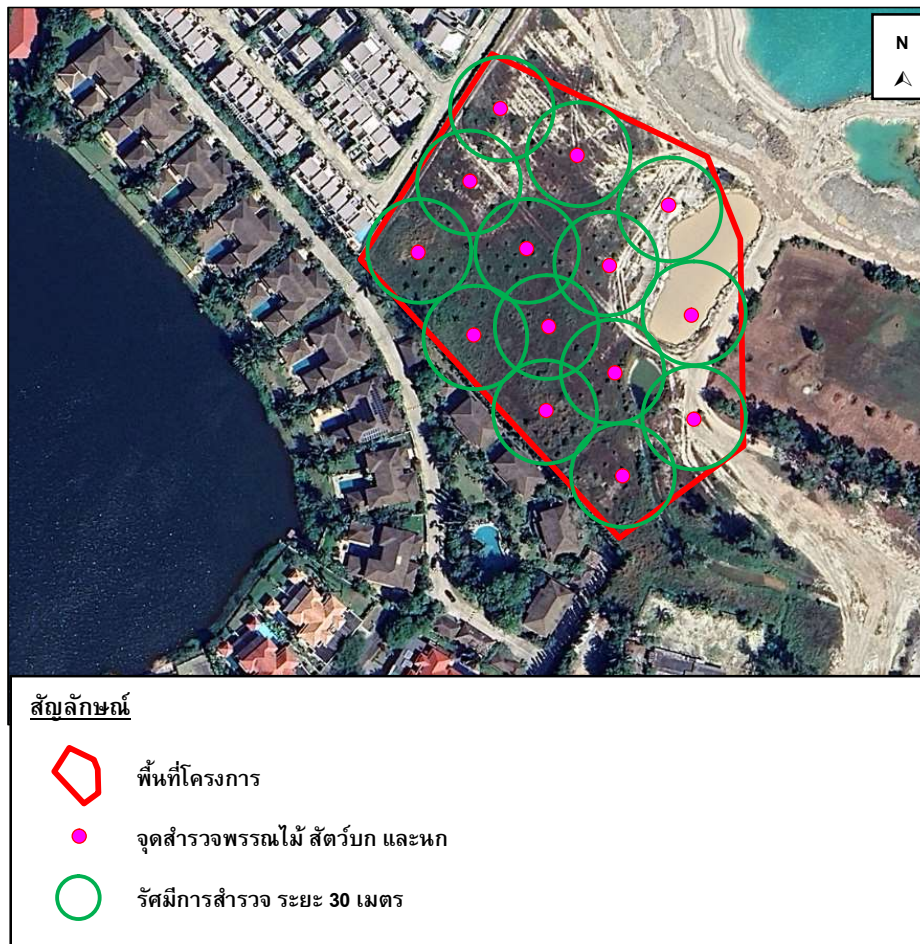 N
สัญลักษณ์
พื้นที่โครงการ
จุดสำรวจพรรณไม้ สัตว์บก และนก
รัศมีการสำรวจ ระยะ 30 เมตร